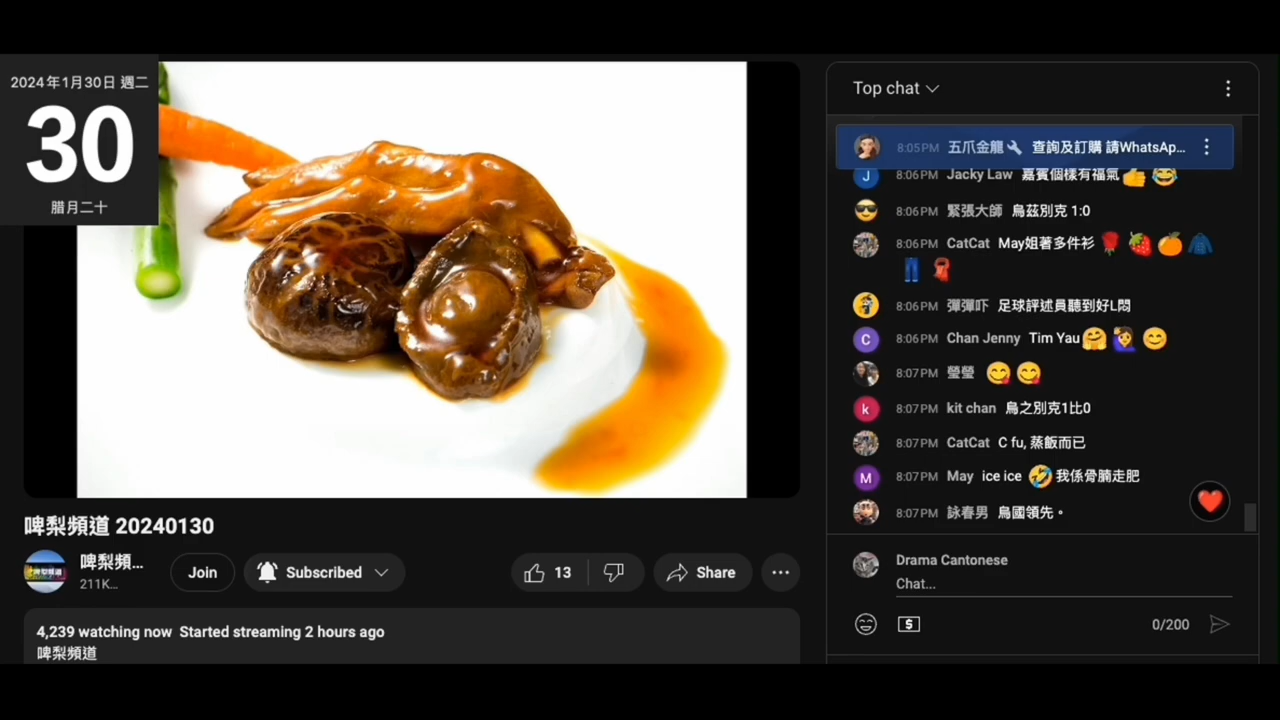 2024年1月30日 週二
30
腊月二十
啤梨頻道 20240130
啤梨頻...
211K...
Join
Subscribed
13
Share
4,239 watching now Started streaming 2 hours ago
啤梨頻道
Top chat
8:05PM 五爪金龍🔧 查詢及訂購 請WhatsAp...
J
8:06PM Jacky Law 嘉賓個樣有福氣👍😂
8:06PM 緊張大師 烏茲別克 1:0
8:06PM CatCat May姐著多件衫🌹🍓🍊🧥
👖🧣
8:06PM 彈彈吓 足球評述員聽到好L悶
C
8:06PM Chan Jenny Tim Yau🤗🙋‍♀️😊
8:07PM 瑩瑩 😋😋
k
8:07PM kit chan 烏之別克1比0
8:07PM CatCat C fu, 蒸飯而已
M
8:07PM May ice ice 🤣我係骨腩走肥
8:07PM 詠春男 烏國領先。
Drama Cantonese
Chat...
0/200